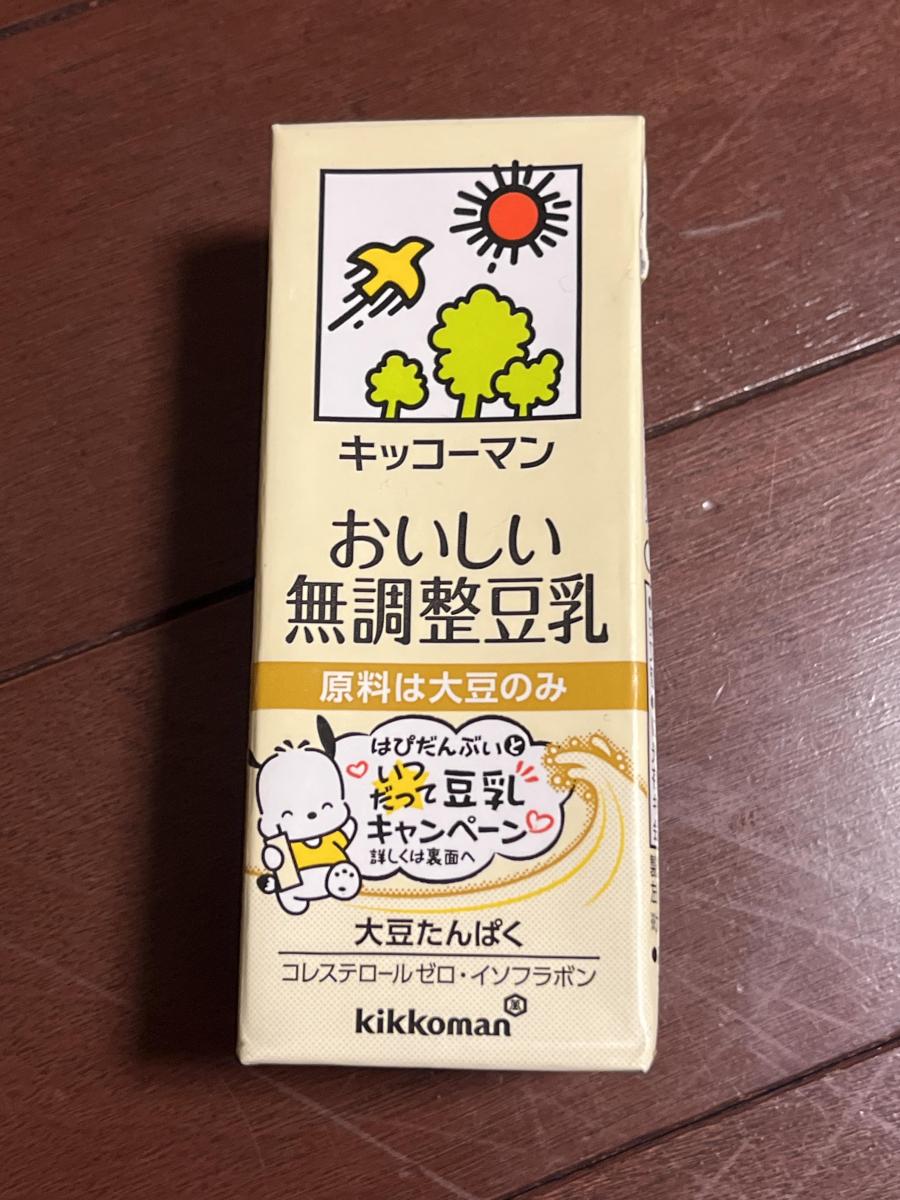 キッコーマン
おいしい
無調整豆乳
原料は大豆のみ
はぴだんぶいと
いつ
だって豆乳
キャンペーン
詳しくは裏面へ
大豆たんぱく
コレステロール ゼロ・イソフラボン
kikkoman